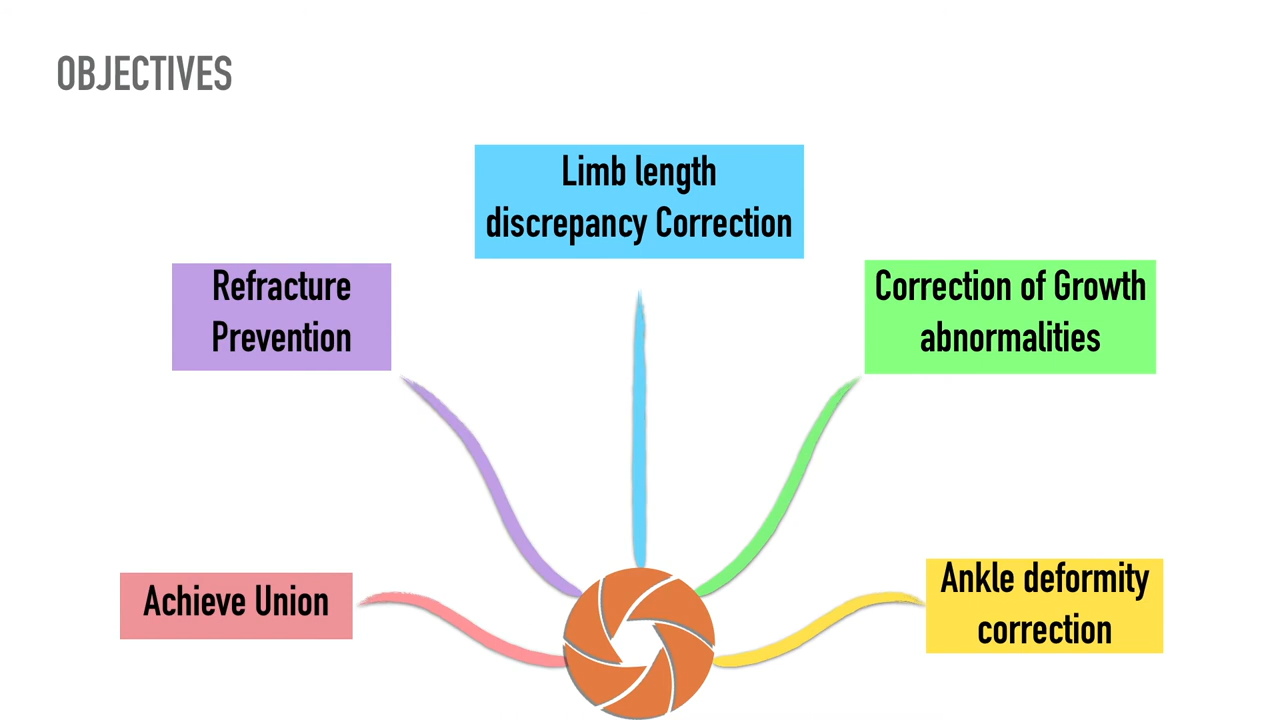 OBJECTIVES
Limb length
discrepancy Correction
Refracture
Prevention
Correction of Growth
abnormalities
Achieve Union
Ankle deformity
correction